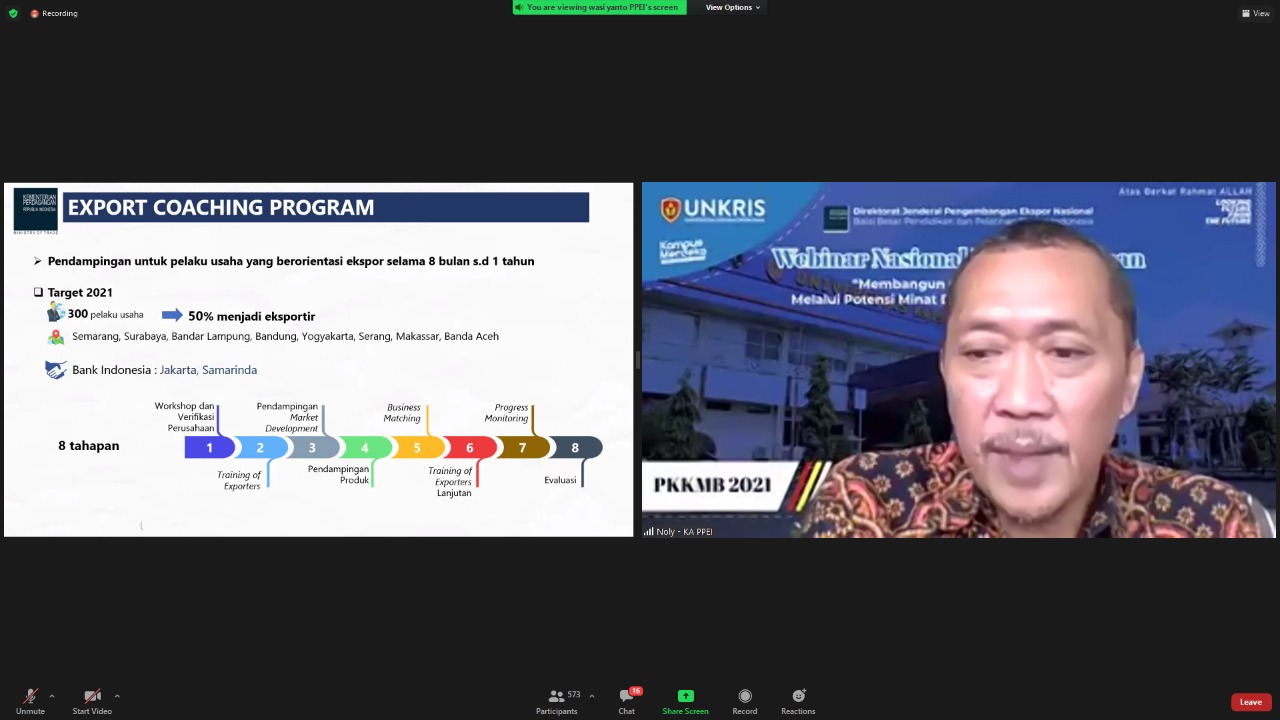 Recording
You are viewing wasi yanto PPEI's screen
View Options
View
KEMENTERIAN
PERDAGANGAN
REPUBLIK INDONESIA
MINISTRY OF TRADE
EXPORT COACHING PROGRAM
Pendampingan untuk pelaku usaha yang berorientasi ekspor selama 8 bulan s.d 1 tahun
Target 2021
300 pelaku usaha
50% menjadi eksportir
Semarang, Surabaya, Bandar Lampung, Bandung, Yogyakarta, Serang, Makassar, Banda Aceh
Bank Indonesia : Jakarta, Samarinda
Workshop dan
Verifikasi
Perusahaan
Pendampingan
Market
Development
Business
Matching
Progress
Monitoring
8 tahapan
1 2 3 4 5 6 7 8
Training of
Exporters
Pendampingan
Produk
Training of
Exporters
Lanjutan
Evaluasi
Atas Berkat Rahmat ALLAH
UNKRIS
Direktorat Jenderal Pengembangan Ekspor Nasional
Balai Besar Pendidikan dan Pelatihan
LOOKING
FUTURE
THE FUTURE
Kampus
Merdeka
Webinar Nasional
"Membangun
Melalui Potensi Minat
PKKMB 2021
Noly - KA PPEI
Unmute
Start Video
573
Participants
16
Chat
Share Screen
Record
Reactions
Leave